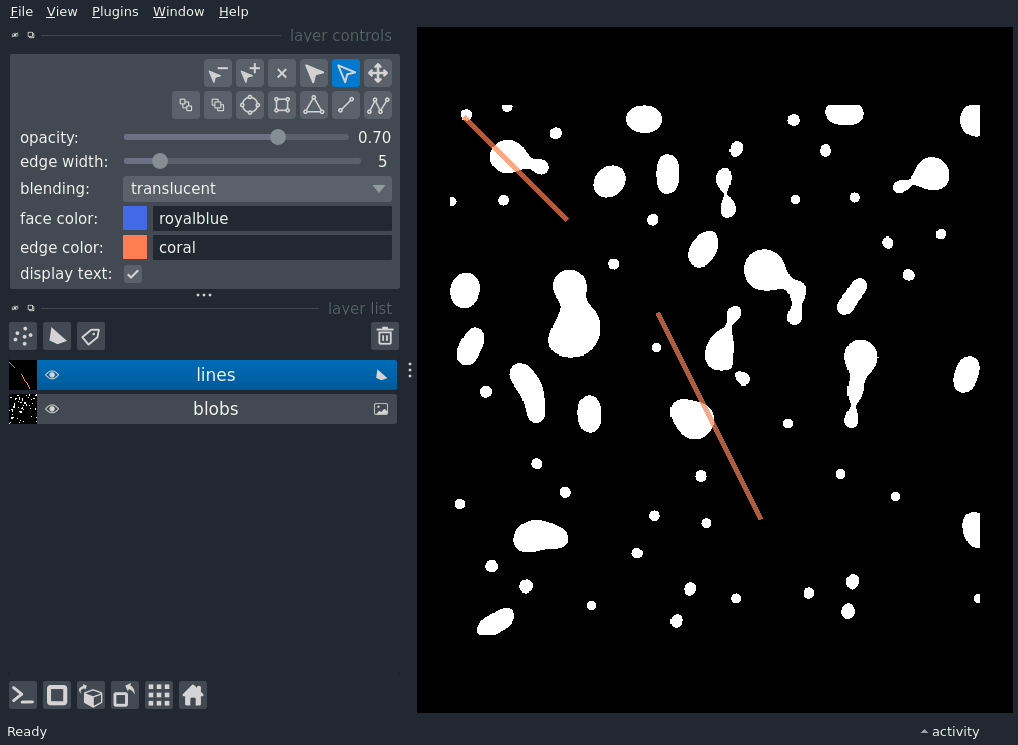 File View Plugins Window Help
layer controls
opacity: 0.70
edge width: 5
blending: translucent
face color: royalblue
edge color: coral
display text:
layer list
lines
blobs
Ready activity